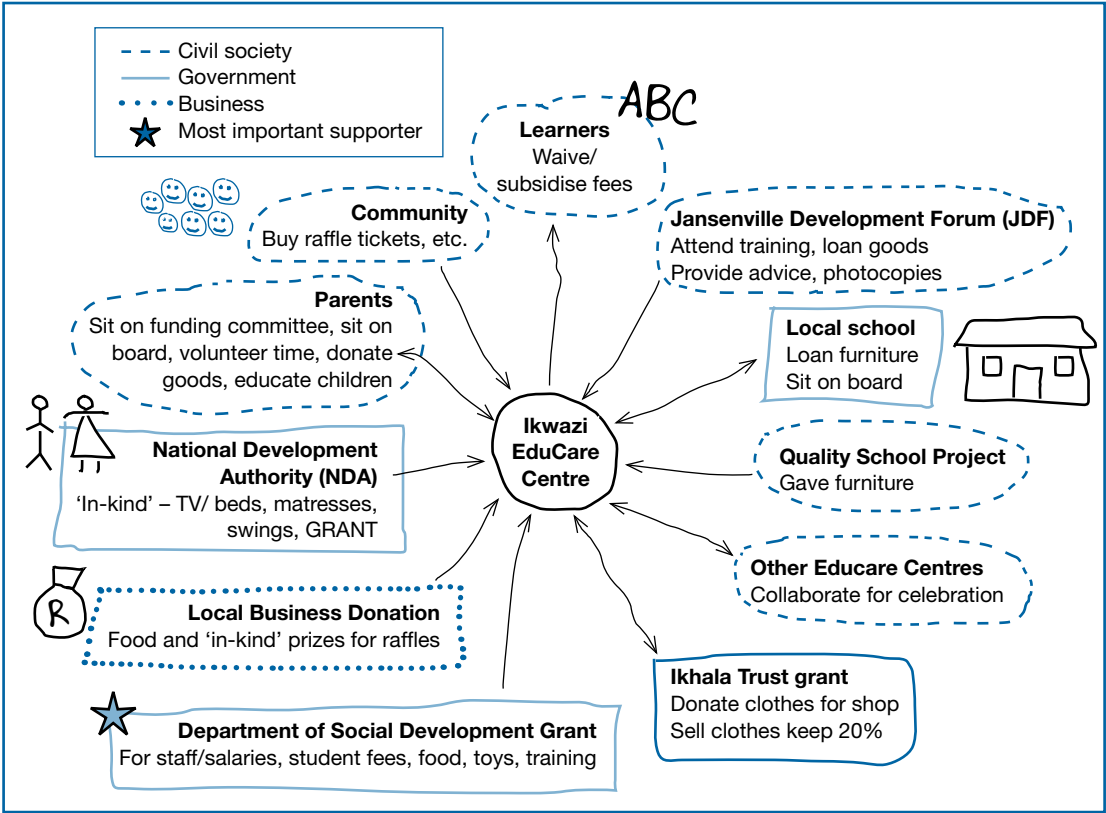 Civil society
Government
Business
Most important supporter
ABC
Learners
Waive/
subsidise fees
Community
Buy raffle tickets, etc.
Jansenville Development Forum (JDF)
Attend training, loan goods
Provide advice, photocopies
Parents
Sit on funding committee, sit on
board, volunteer time, donate
goods, educate children
Local school
Loan furniture
Sit on board
Ikwazi
EduCare
Centre
National Development
Authority (NDA)
‘In-kind’ – TV/ beds, matresses,
swings, GRANT
Quality School Project
Gave furniture
Other Educare Centres
Collaborate for celebration
R
Local Business Donation
Food and ‘in-kind’ prizes for raffles
Ikhala Trust grant
Donate clothes for shop
Sell clothes keep 20%
Department of Social Development Grant
For staff/salaries, student fees, food, toys, training